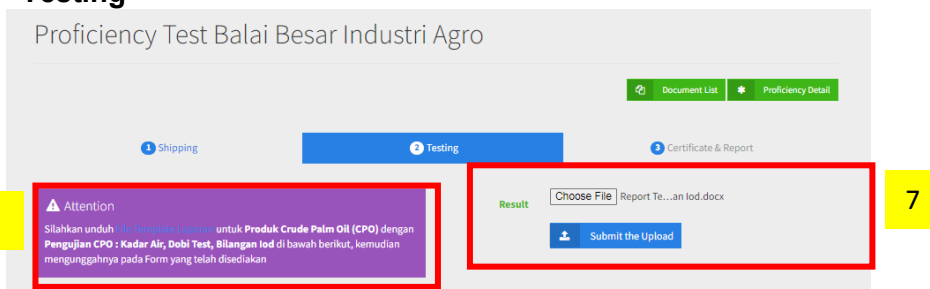 Testing
Proficiency Test Balai Besar Industri Agro
Document List
Proficiency Detail
1 Shipping
2 Testing
3 Certificate & Report
Attention
Silahkan unduh File Template Laporan untuk Produk Crude Palm Oil (CPO) dengan
Pengujian CPO : Kadar Air, Dobi Test, Bilangan Iod di bawah berikut, kemudian
mengunggahnya pada Form yang telah disediakan
Result
Choose File Report Te...an Iod.docx
Submit the Upload
7